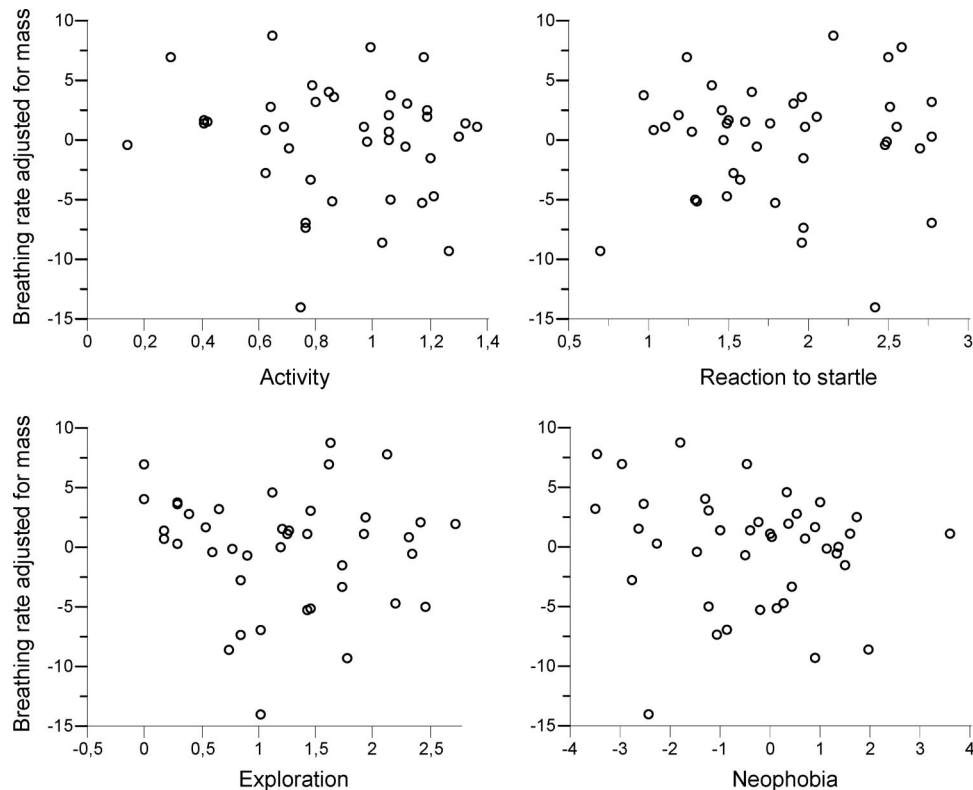 Breathing rate adjusted for mass
10
5
0
-5
-10
-15
0 0,2 0,4 0,6 0,8 1 1,2 1,4
Activity
10
5
0
-5
-10
-15
0,5 1 1,5 2 2,5 3
Reaction to startle
Breathing rate adjusted for mass
10
5
0
-5
-10
-15
-0,5 0 0,5 1 1,5 2 2,5
Exploration
10
5
0
-5
-10
-15
-4 -3 -2 -1 0 1 2 3 4
Neophobia